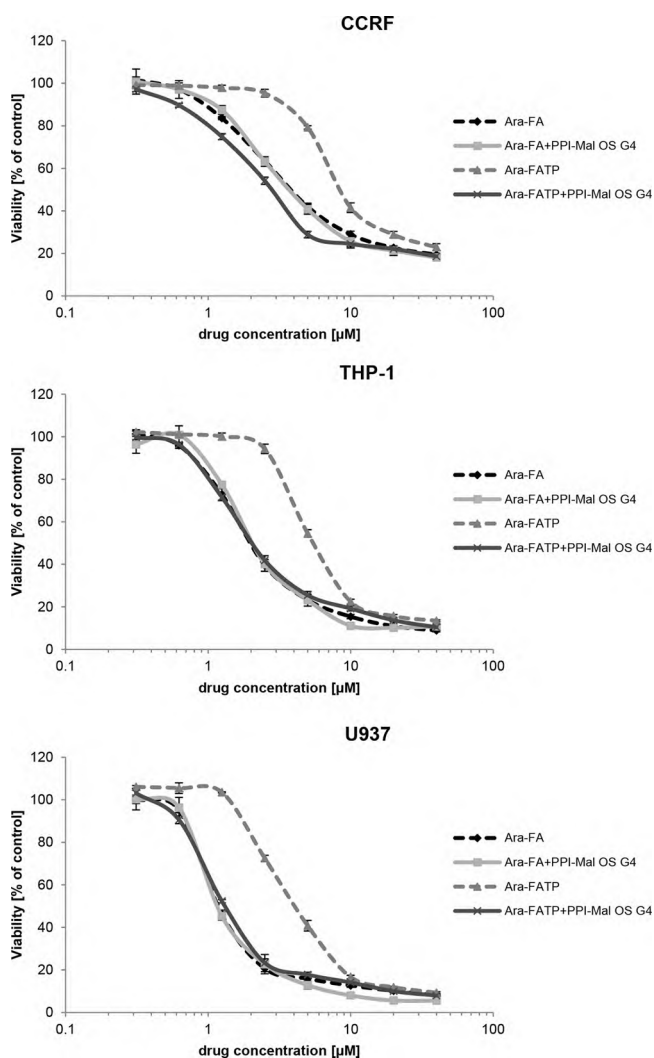 CCRF
120
100
80
60
40
20
0
Viability [% of control]
0.1 1 10 100
drug concentration [µM]
Ara-FA
Ara-FA+PPI-Mal OS G4
Ara-FATP
Ara-FATP+PPI-Mal OS G4
THP-1
120
100
80
60
40
20
0
Viability [% of control]
0.1 1 10 100
drug concentration [µM]
Ara-FA
Ara-FA+PPI-Mal OS G4
Ara-FATP
Ara-FATP+PPI-Mal OS G4
U937
120
100
80
60
40
20
0
Viability [% of control]
0.1 1 10 100
drug concentration [µM]
Ara-FA
Ara-FA+PPI-Mal OS G4
Ara-FATP
Ara-FATP+PPI-Mal OS G4